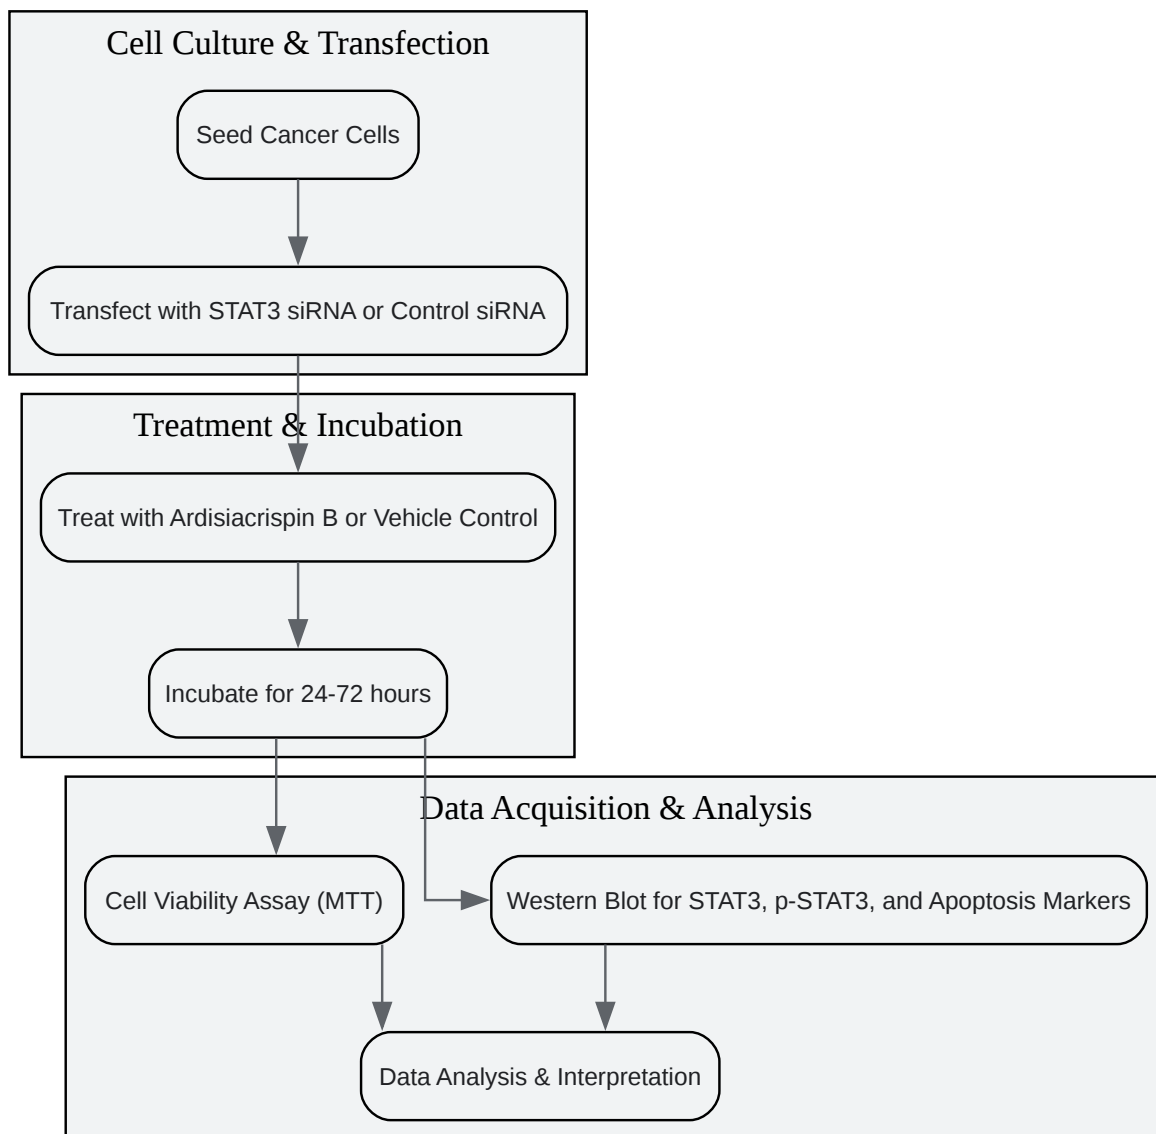 Cell Culture & Transfection
Seed Cancer Cells
Transfect with STAT3 siRNA or Control siRNA
Treatment & Incubation
Treat with Ardisiacrispin B or Vehicle Control
Incubate for 24-72 hours
Data Acquisition & Analysis
Cell Viability Assay (MTT)
Western Blot for STAT3, p-STAT3, and Apoptosis Markers
Data Analysis & Interpretation